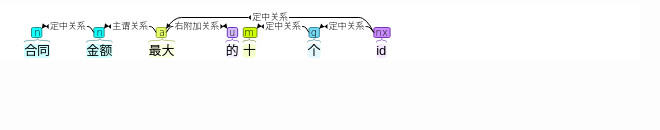 定中关系
n 定中关系 n 主谓关系 a 右附加关系 u m 定中关系 q 定中关系 nx
合同 金额 最大 的 十 个 id